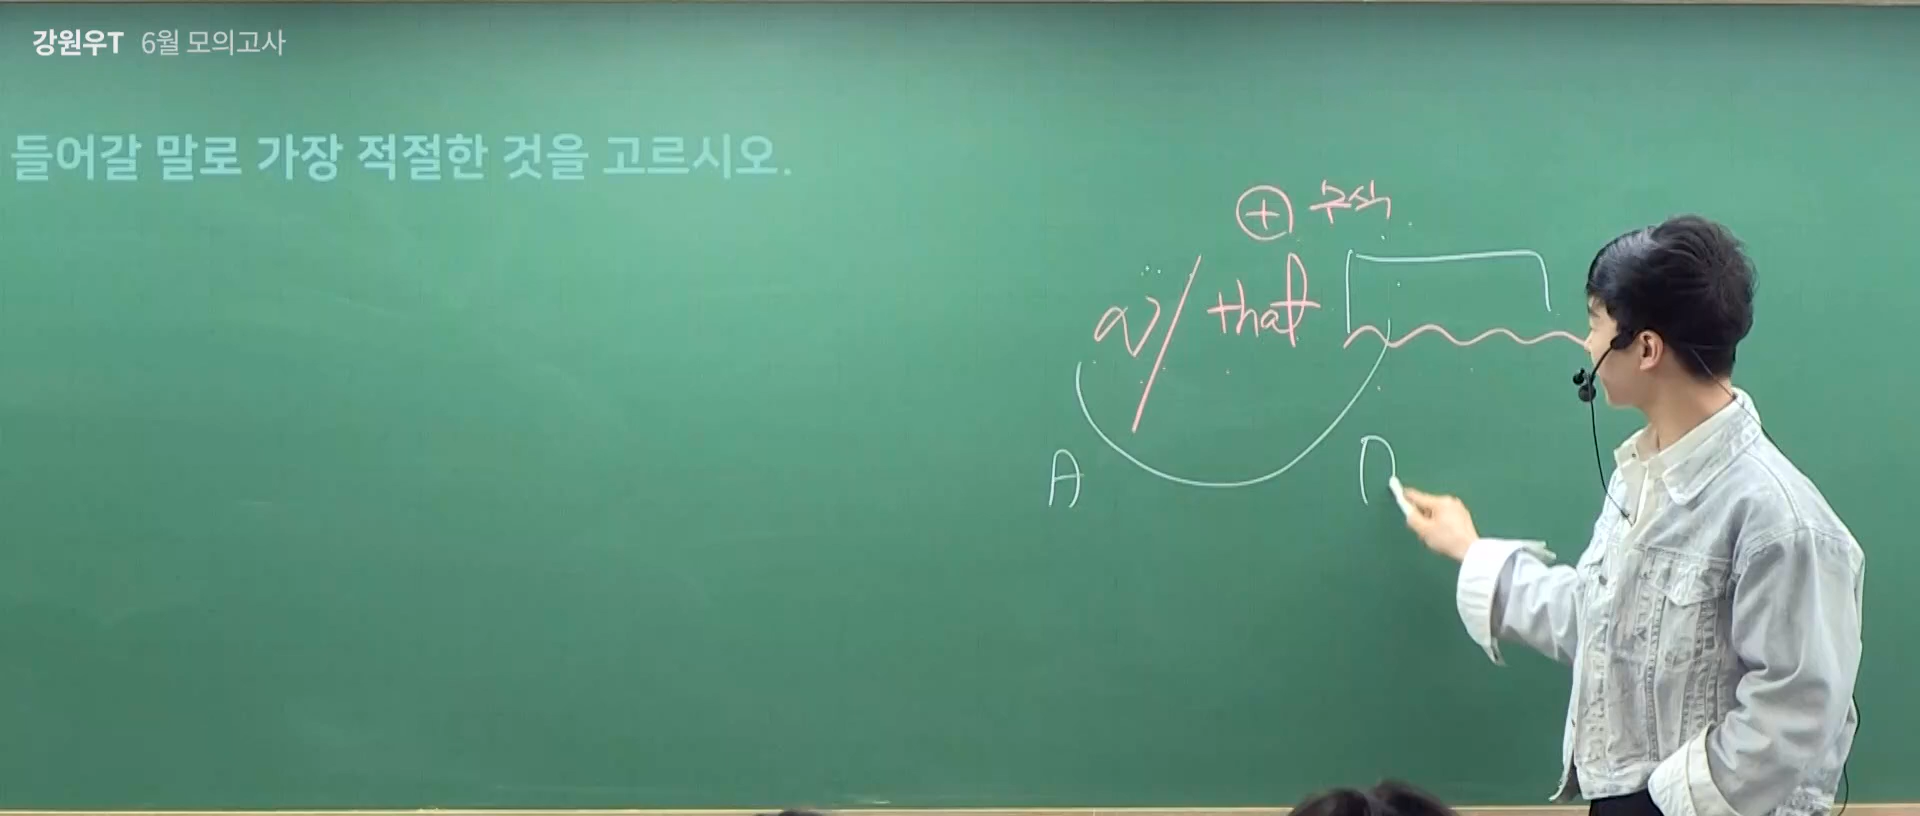 강원우T 6월 모의고사
들어갈 말로 가장 적절한 것을 고르시오.
+ 수식
N / that
A